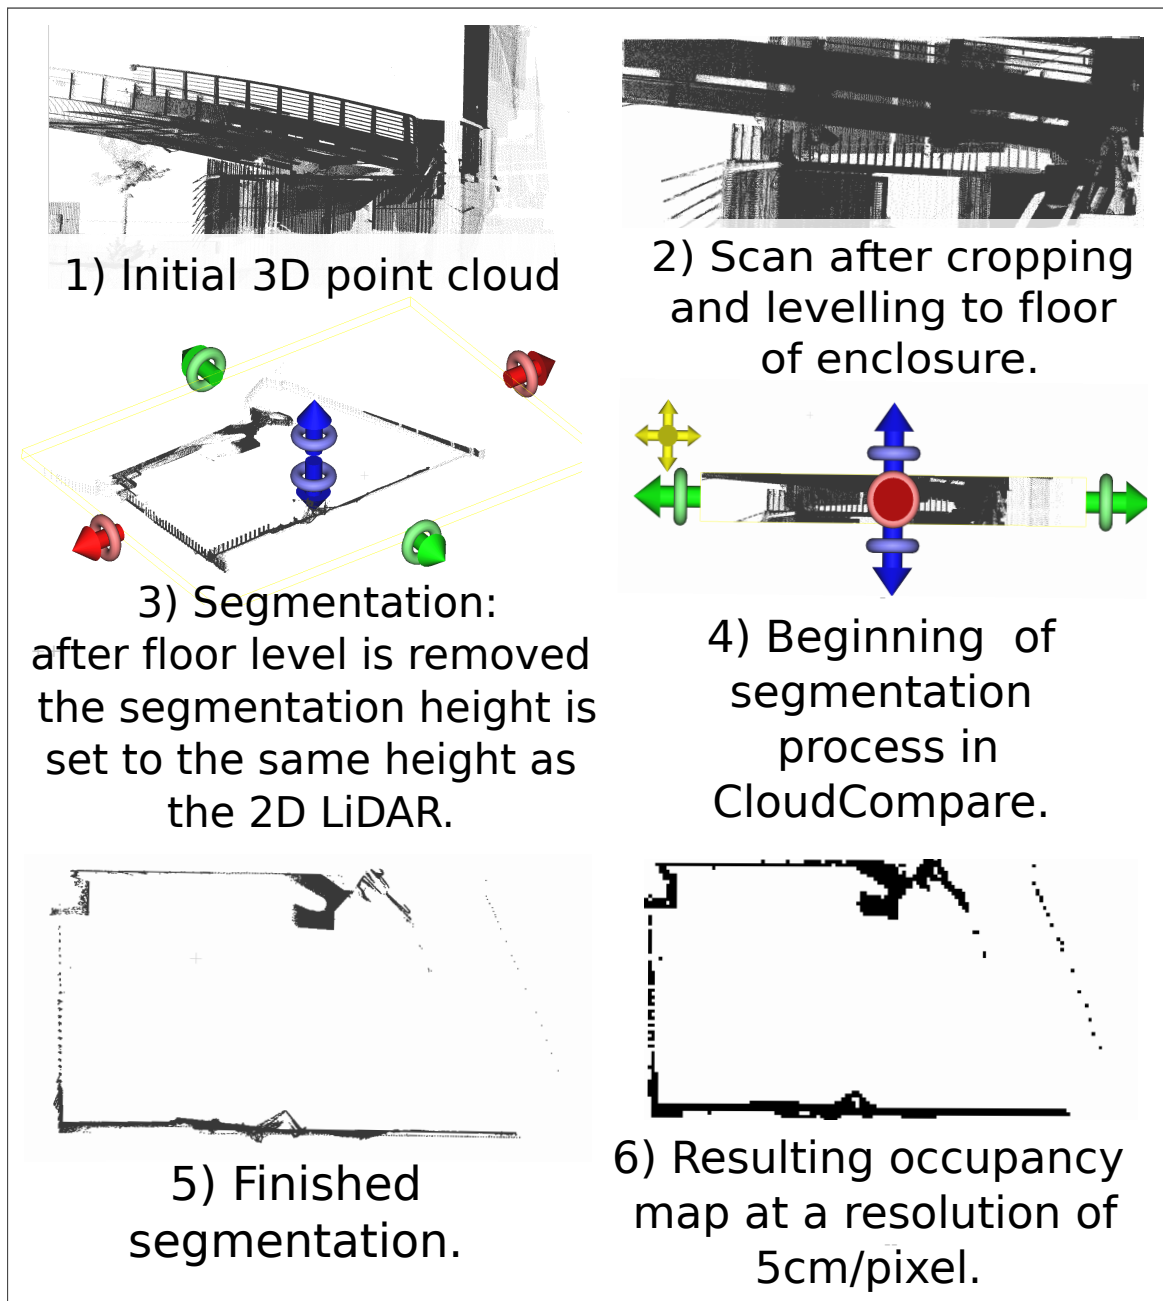 1) Initial 3D point cloud
2) Scan after cropping
and levelling to floor
of enclosure.
3) Segmentation:
after floor level is removed
the segmentation height is
set to the same height as
the 2D LiDAR.
4) Beginning of
segmentation
process in
CloudCompare.
5) Finished
segmentation.
6) Resulting occupancy
map at a resolution of
5cm/pixel.